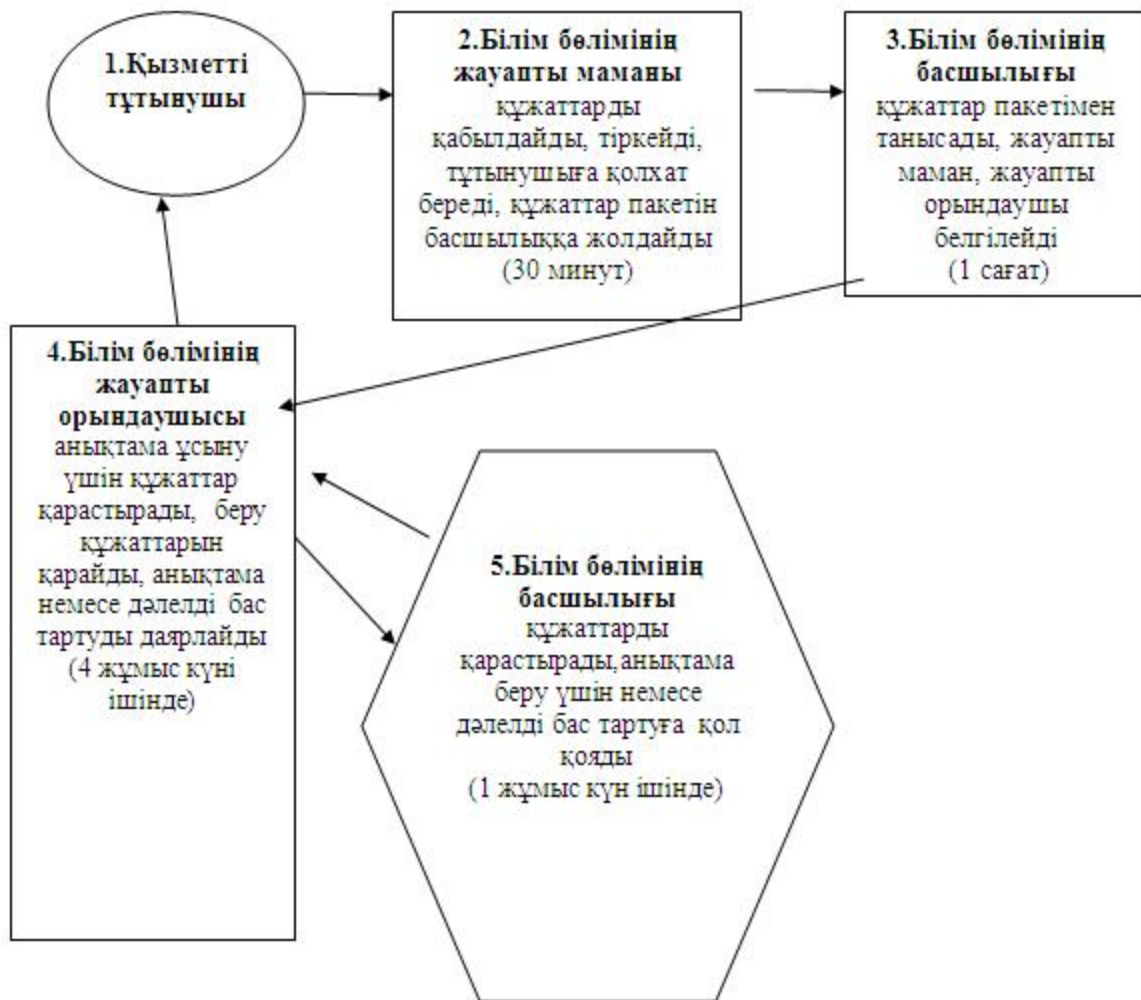 1.Қызметті
тұтынушы
2.Білім бөлімінің
жауапты маманы
құжаттарды
қабылдайды, тіркейді,
тұтынушыға қолхат
береді, құжаттар пакетін
басшылыққа жолдайды
(30 минут)
3.Білім бөлімінің
басшылығы
құжаттар пакетімен
танысады, жауапты
маман, жауапты
орындаушы
белгілейді
(1 сағат)
4.Білім бөлімінің
жауапты
орындаушысы
анықтама ұсыну
үшін құжаттар
қарастырады, беру
құжаттарын
қарайды, анықтама
немесе дәлелді бас
тартуды даярлайды
(4 жұмыс күні
ішінде)
5.Білім бөлімінің
басшылығы
құжаттарды
қарастырады,анықтама
беру үшін немесе
дәлелді бас тартуға қол
қояды
(1 жұмыс күн ішінде)